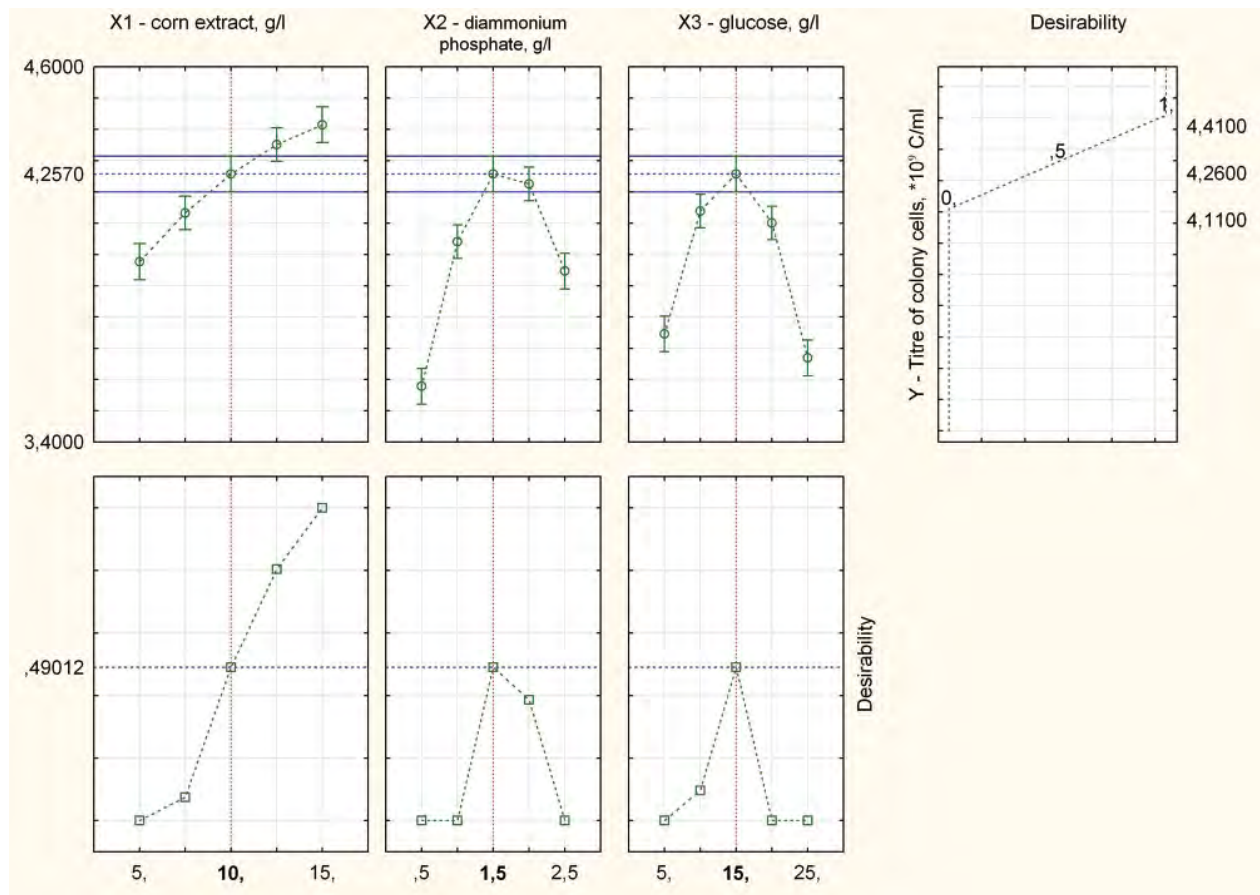 X1 - corn extract, g/l
X2 - diammonium
phosphate, g/l
X3 - glucose, g/l
Desirability
4,6000
4,2570
3,4000
Y - Titre of colony cells, *10⁹ C/ml
1,
,5
0,
4,4100
4,2600
4,1100
,49012
Desirability
5, 10, 15,
,5 1,5 2,5
5, 15, 25,